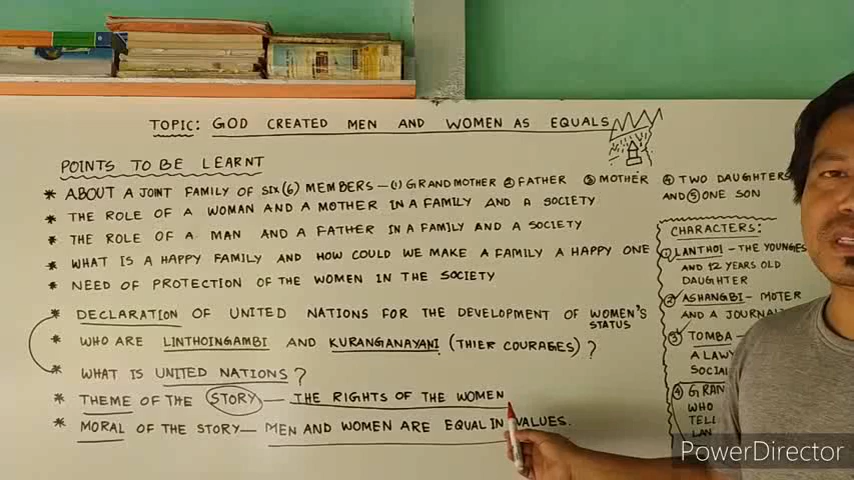 TOPIC: GOD CREATED MEN AND WOMEN AS EQUALS
POINTS TO BE LEARNT
* ABOUT A JOINT FAMILY OF SIX (6) MEMBERS — (1) GRANDMOTHER ② FATHER ③ MOTHER ④ TWO DAUGHTERS
AND ⑤ ONE SON
* THE ROLE OF A WOMAN AND A MOTHER IN A FAMILY AND A SOCIETY
* THE ROLE OF A MAN AND A FATHER IN A FAMILY AND A SOCIETY
* WHAT IS A HAPPY FAMILY AND HOW COULD WE MAKE A FAMILY A HAPPY ONE
* NEED OF PROTECTION OF THE WOMEN IN THE SOCIETY
* DECLARATION OF UNITED NATIONS FOR THE DEVELOPMENT OF WOMEN'S
STATUS
* WHO ARE LINTHOINGAMBI AND KURANGANAYANI (THIER COURAGES)?
* WHAT IS UNITED NATIONS?
* THEME OF THE STORY — THE RIGHTS OF THE WOMEN
* MORAL OF THE STORY — MEN AND WOMEN ARE EQUAL IN VALUES.
CHARACTERS:
① LANTHOI — THE YOUNGES
AND 12 YEARS OLD
DAUGHTER
② ASHANGBI — MOTER
AND A JOURNAL
③ TOMBA —
A LAWY
SOCIAL
④ GRAN
WHO
TELL
LAN
PowerDirector